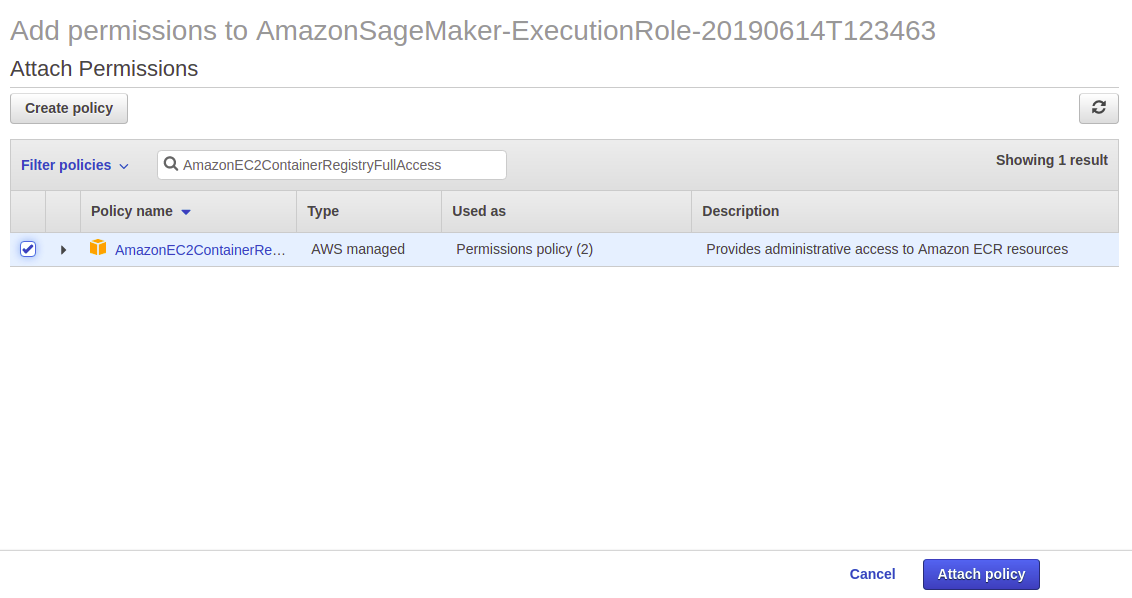 Add permissions to AmazonSageMaker-ExecutionRole-20190614T123463
Attach Permissions
Create policy
Filter policies
AmazonEC2ContainerRegistryFullAccess
Showing 1 result
Policy name Type Used as Description
AmazonEC2ContainerRe… AWS managed Permissions policy (2) Provides administrative access to Amazon ECR resources
Cancel Attach policy